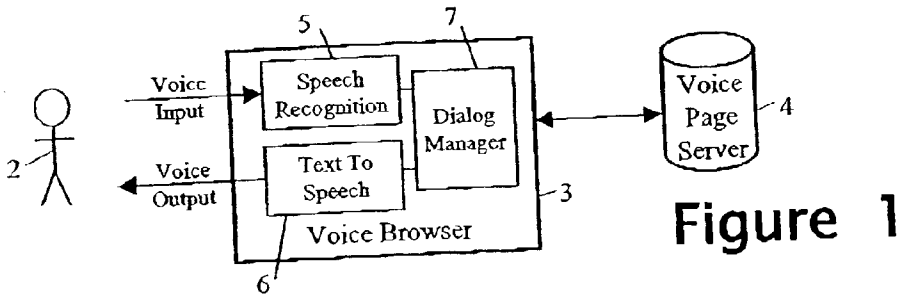 5
7
Voice
Input
Speech
Recognition
Dialog
Manager
Voice
Page
Server
4
2
Voice
Output
Text To
Speech
3
Voice Browser
6
Figure 1